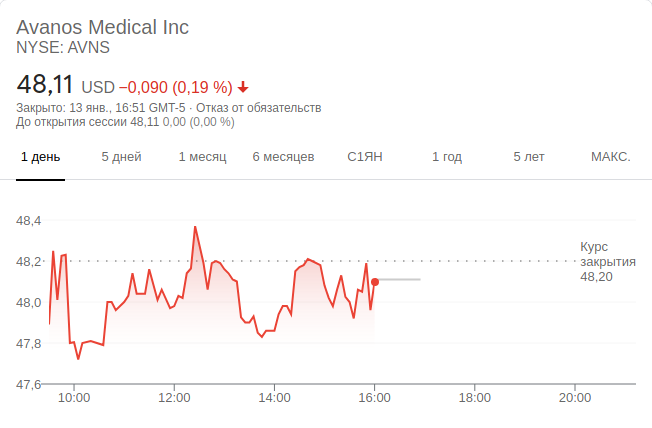 Avanos Medical Inc
NYSE: AVNS
48,11 USD −0,090 (0,19 %)
Закрыто: 13 янв., 16:51 GMT-5 · Отказ от обязательств
До открытия сессии 48,11 0,00 (0,00 %)
1 день 5 дней 1 месяц 6 месяцев С1ЯН 1 год 5 лет МАКС.
48,4
48,2
48,0
47,8
47,6
Курс
закрытия
48,20
10:00 12:00 14:00 16:00 18:00 20:00